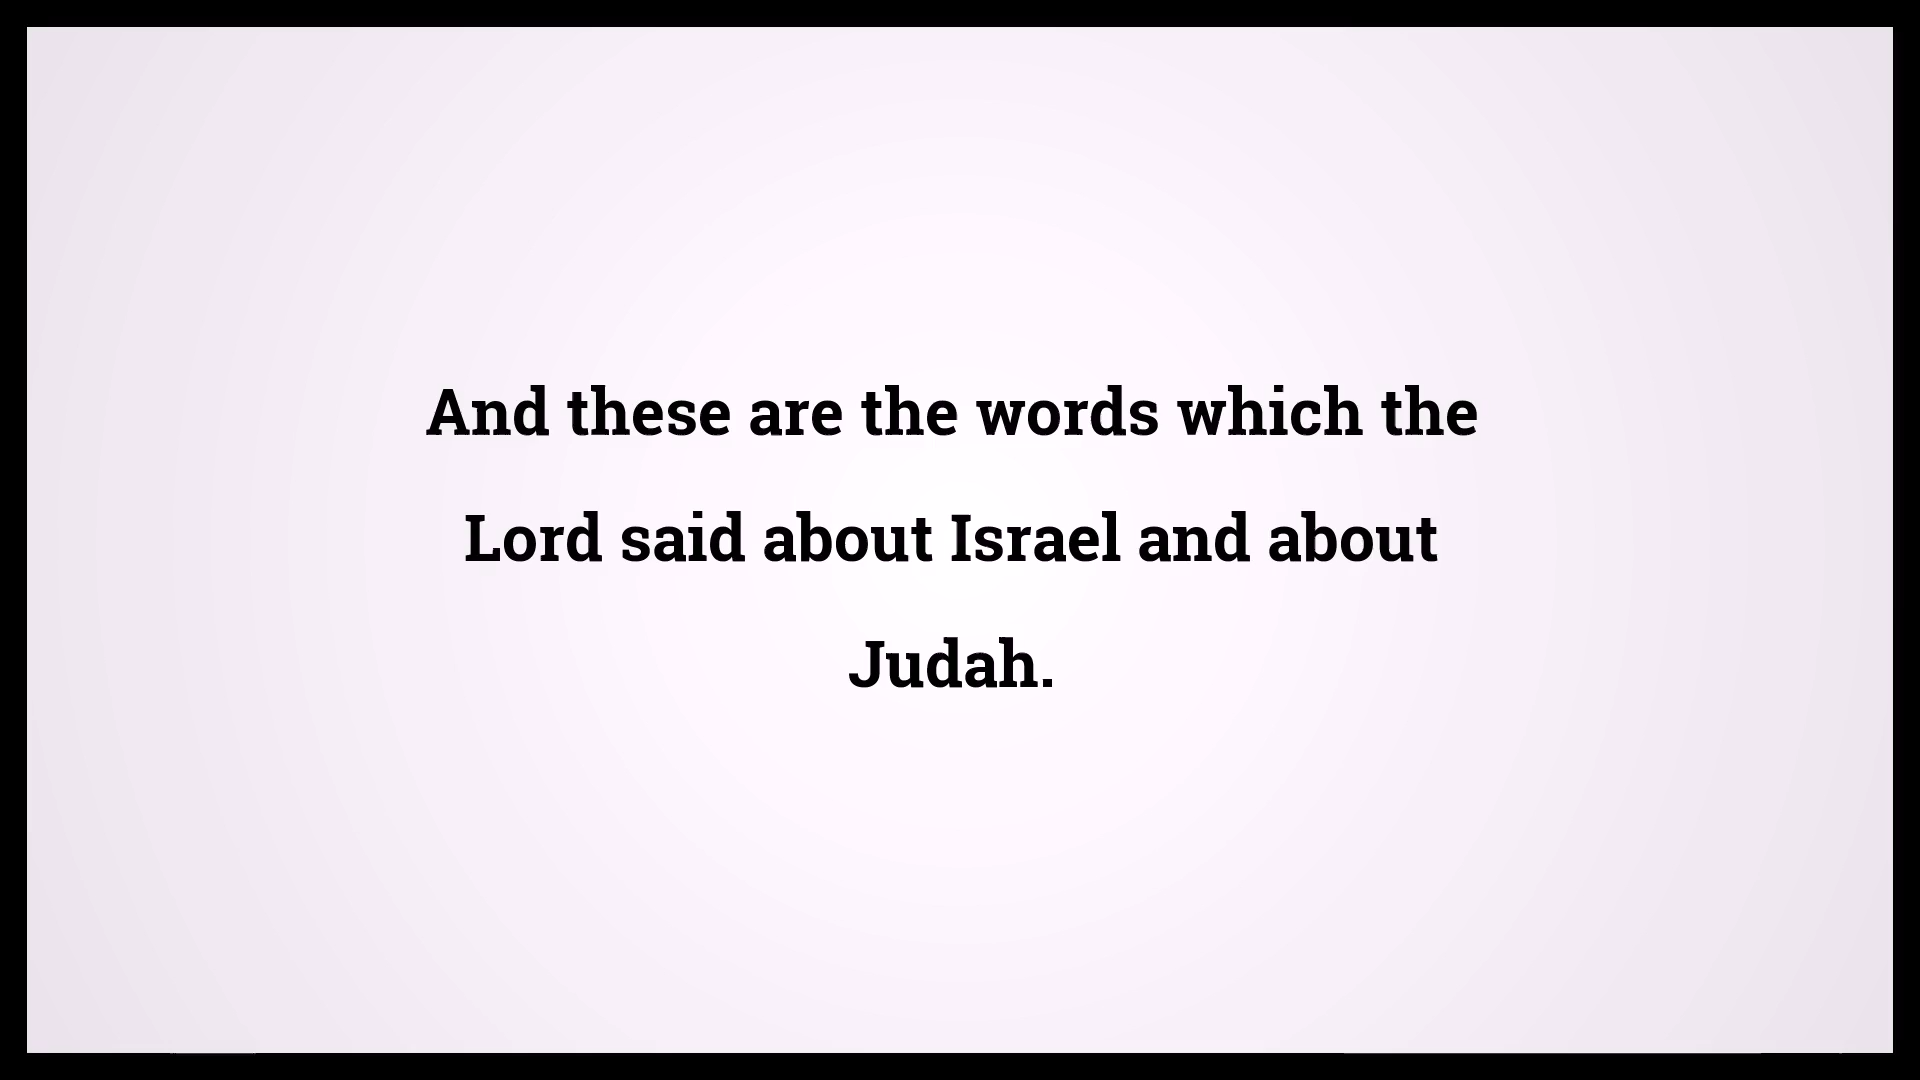 And these are the words which the
Lord said about Israel and about
Judah.